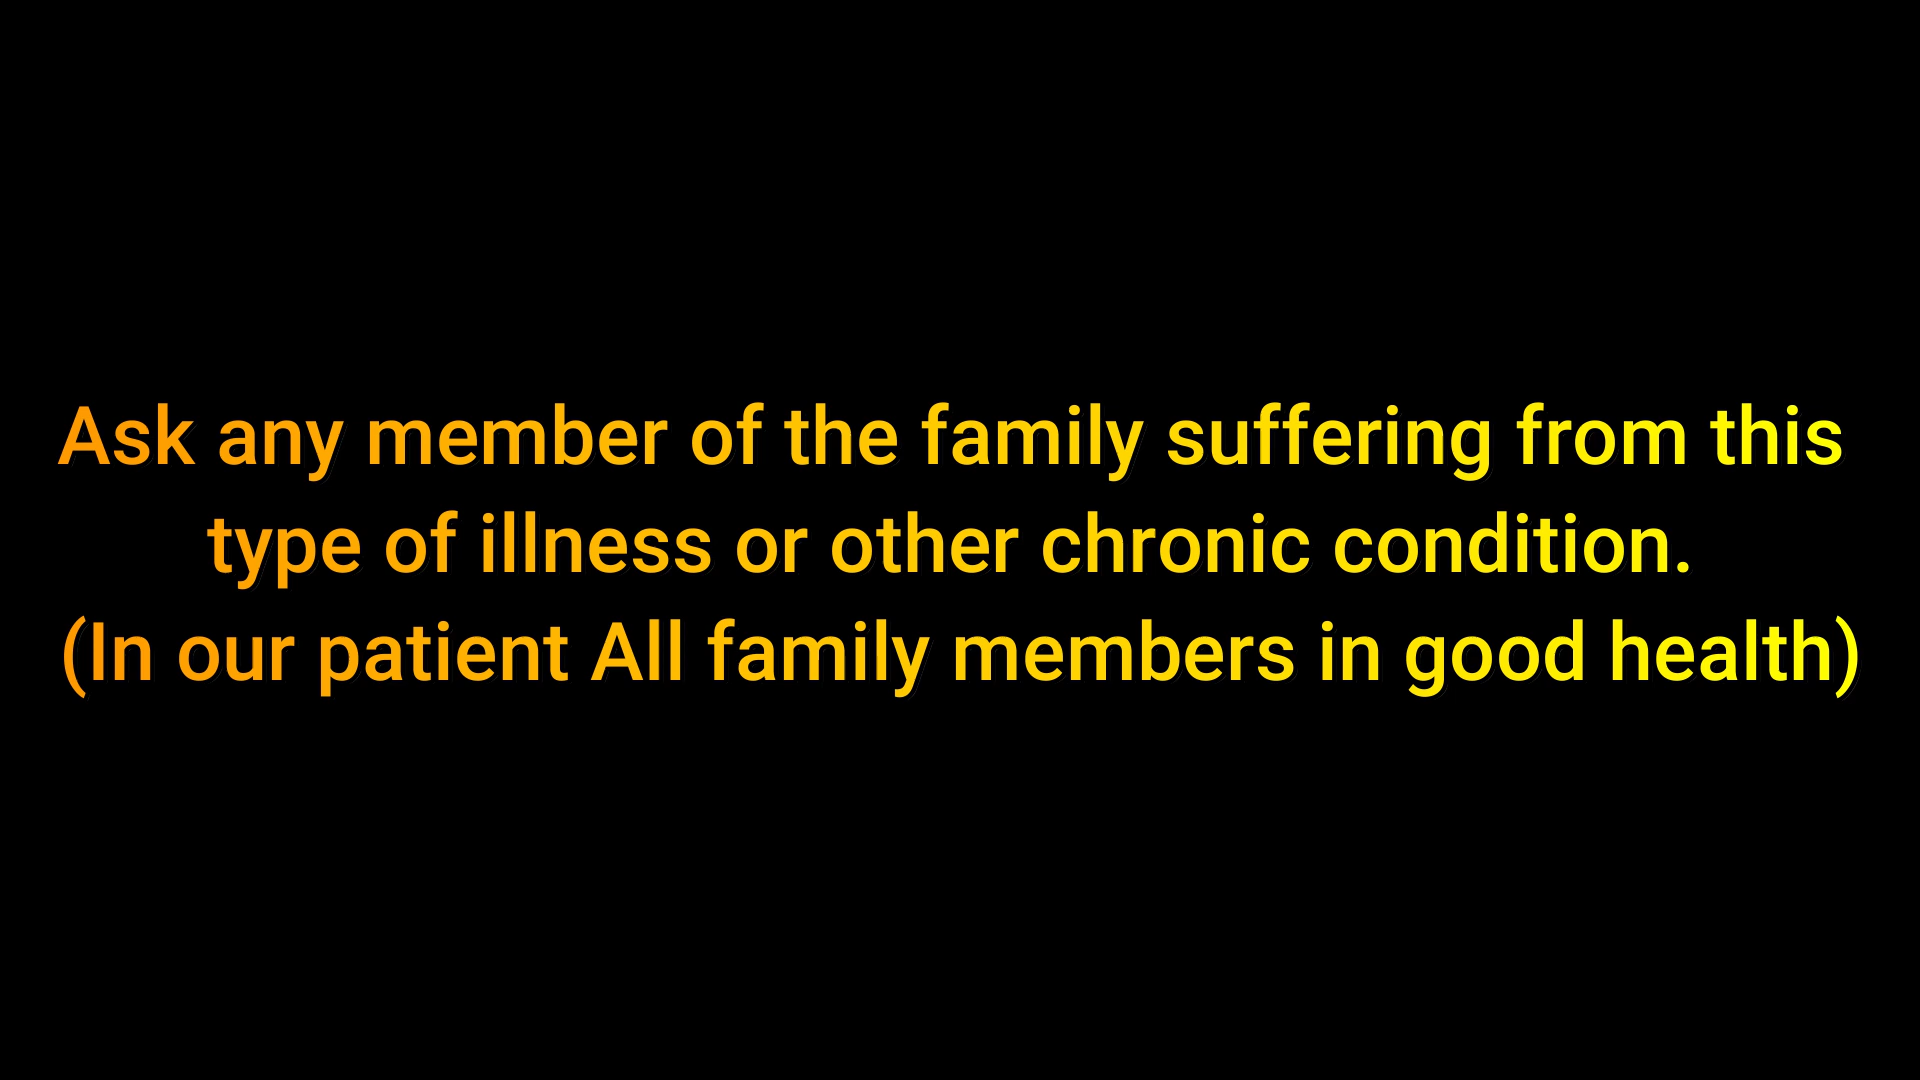 Ask any member of the family suffering from this
type of illness or other chronic condition.
(In our patient All family members in good health)